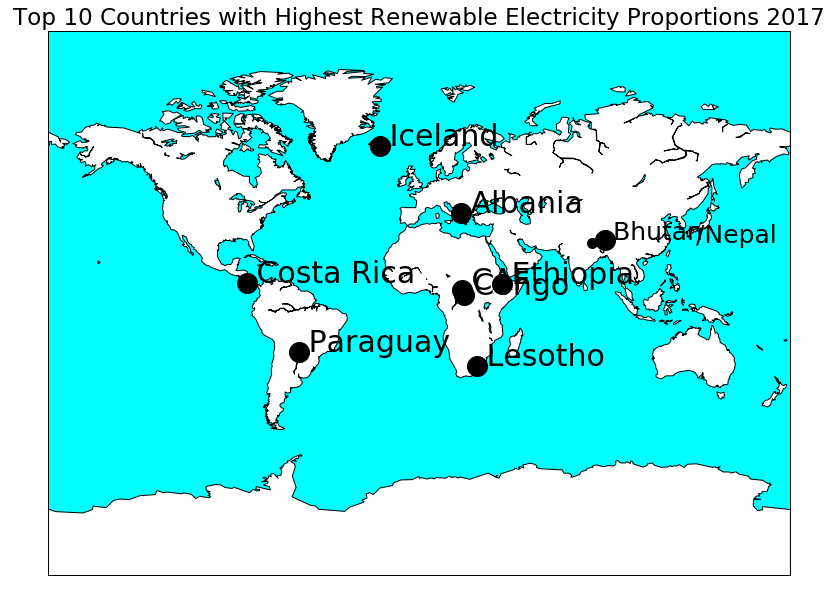 Top 10 Countries with Highest Renewable Electricity Proportions 2017
Iceland
Albania
Bhutan
/Nepal
Costa Rica
Ethiopia
Congo
Paraguay
Lesotho